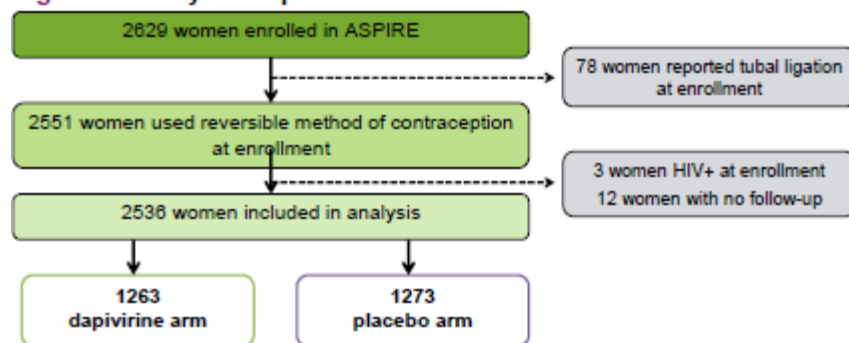 2629 women enrolled in ASPIRE
78 women reported tubal ligation
at enrollment
2551 women used reversible method of contraception
at enrollment
3 women HIV+ at enrollment
12 women with no follow-up
2536 women included in analysis
1263
dapivirine arm
1273
placebo arm